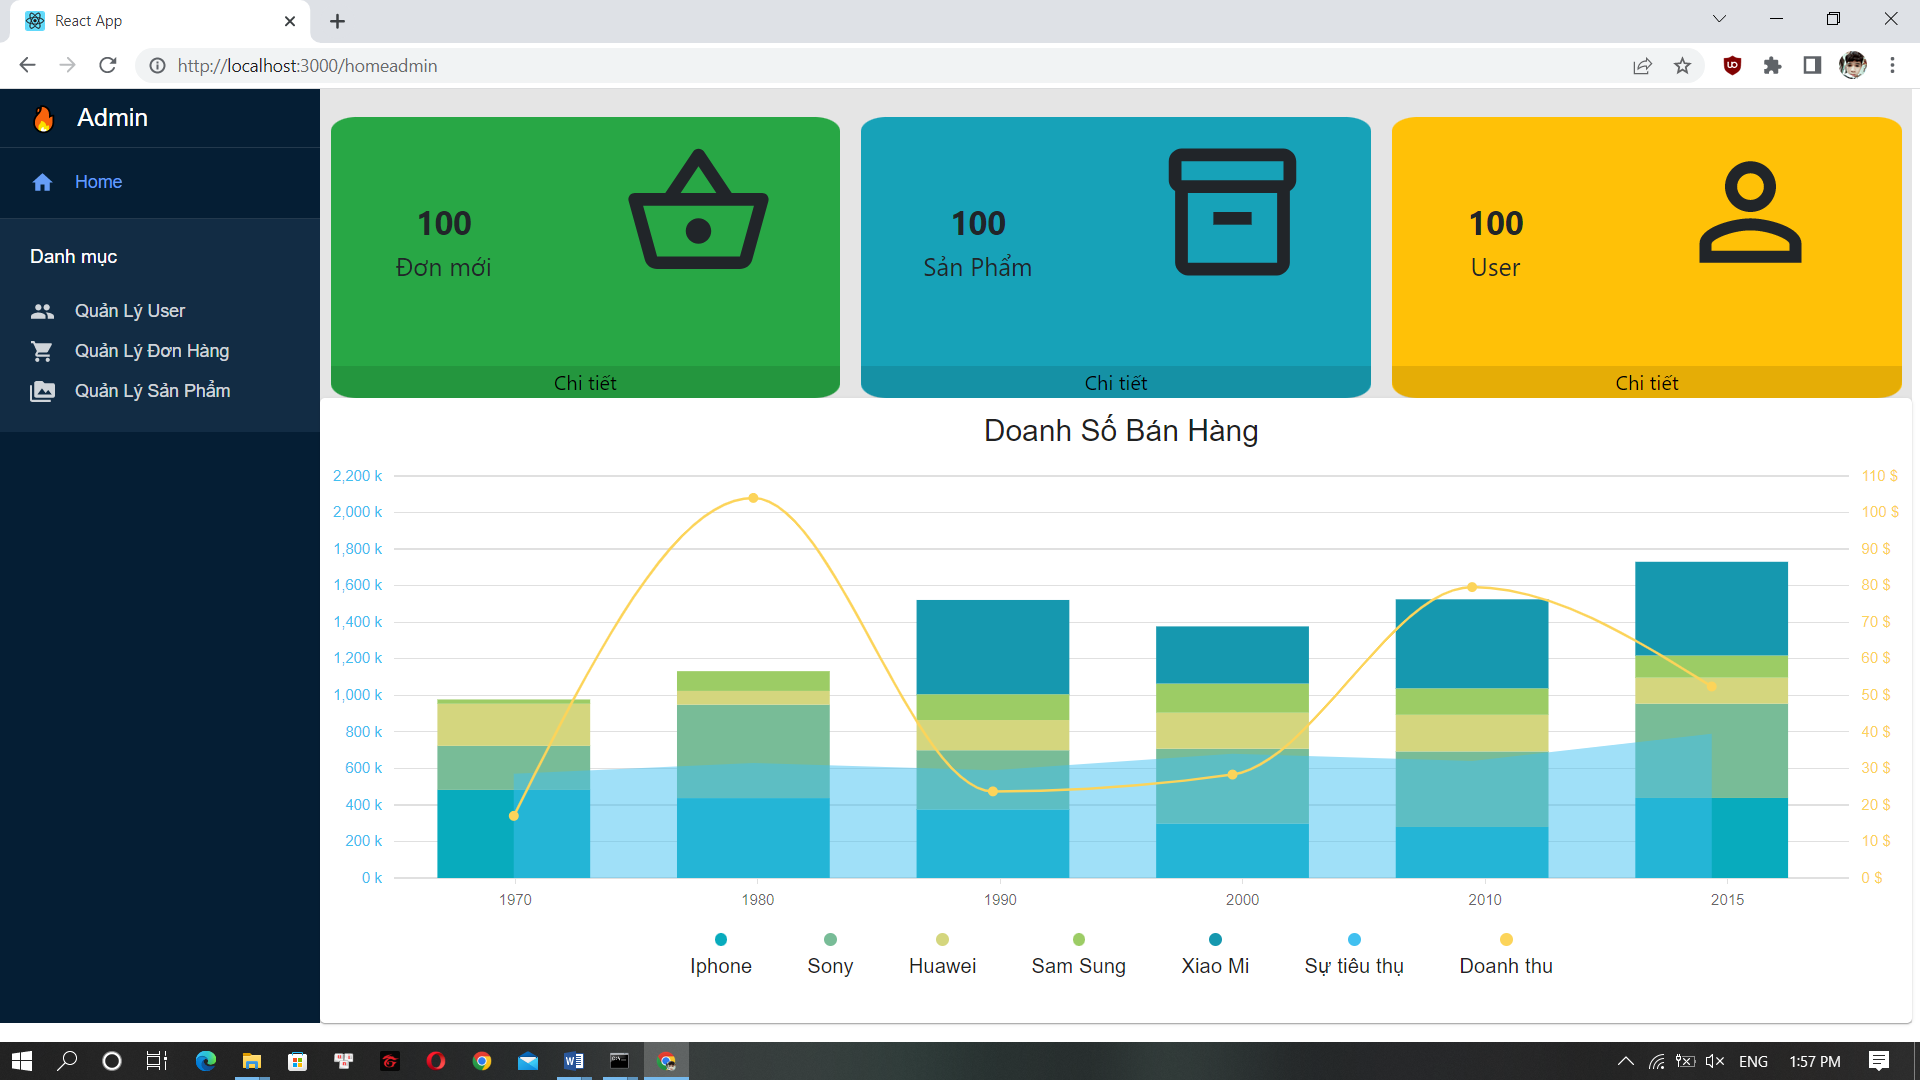 React App
http://localhost:3000/homeadmin
Admin
Home
Danh mục
Quản Lý User
Quản Lý Đơn Hàng
Quản Lý Sản Phẩm
100
Đơn mới
Chi tiết
100
Sản Phẩm
Chi tiết
100
User
Chi tiết
Doanh Số Bán Hàng
2,200 k
2,000 k
1,800 k
1,600 k
1,400 k
1,200 k
1,000 k
800 k
600 k
400 k
200 k
0 k
110 $
100 $
90 $
80 $
70 $
60 $
50 $
40 $
30 $
20 $
10 $
0 $
1970 1980 1990 2000 2010 2015
Iphone Sony Huawei Sam Sung Xiao Mi Sự tiêu thụ Doanh thu
ENG 1:57 PM